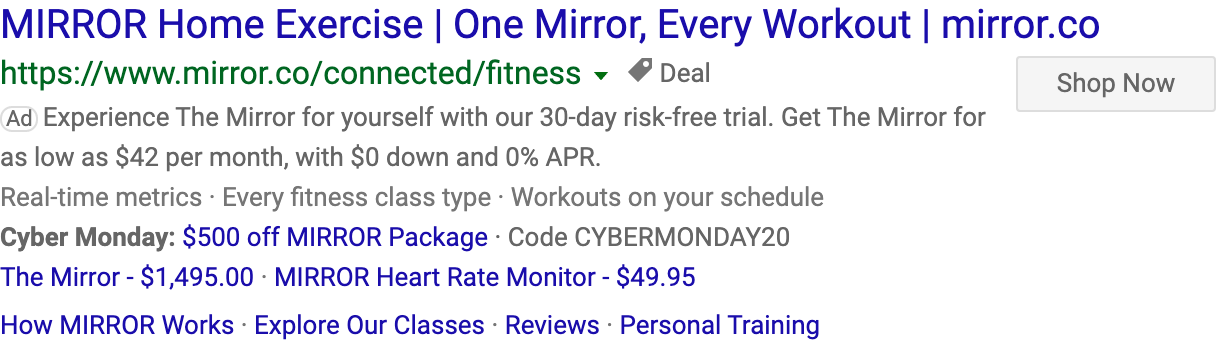 MIRROR Home Exercise | One Mirror, Every Workout | mirror.co
https://www.mirror.co/connected/fitness Deal
Shop Now
Ad Experience The Mirror for yourself with our 30-day risk-free trial. Get The Mirror for
as low as $42 per month, with $0 down and 0% APR.
Real-time metrics · Every fitness class type · Workouts on your schedule
Cyber Monday: $500 off MIRROR Package · Code CYBERMONDAY20
The Mirror - $1,495.00 · MIRROR Heart Rate Monitor - $49.95
How MIRROR Works · Explore Our Classes · Reviews · Personal Training